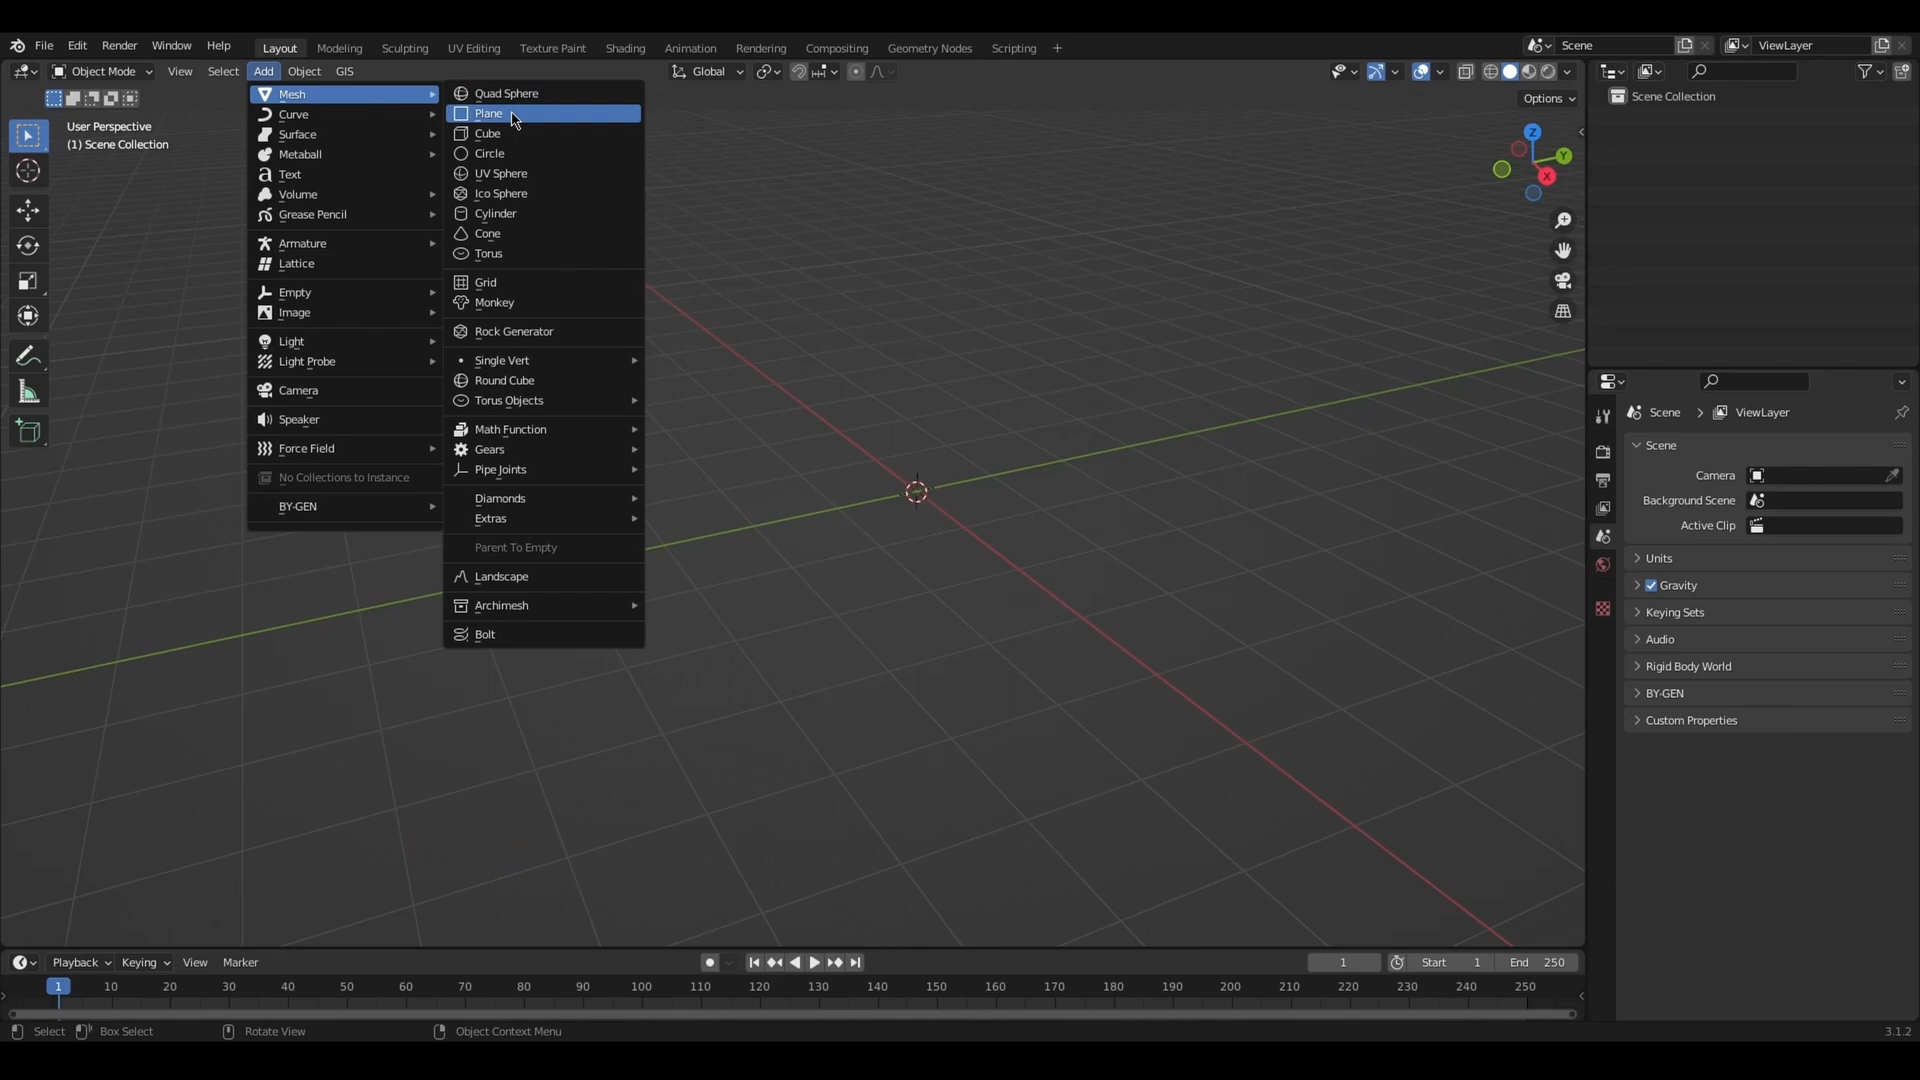 File Edit Render Window Help Layout Modeling Sculpting UV Editing Texture Paint Shading Animation Rendering Compositing Geometry Nodes Scripting + Scene ViewLayer
Object Mode View Select Add Object GIS Global
Options
User Perspective
(1) Scene Collection
Mesh
Curve
Surface
Metaball
Text
Volume
Grease Pencil
Armature
Lattice
Empty
Image
Light
Light Probe
Camera
Speaker
Force Field
No Collections to Instance
BY-GEN
Quad Sphere
Plane
Cube
Circle
UV Sphere
Ico Sphere
Cylinder
Cone
Torus
Grid
Monkey
Rock Generator
Single Vert
Round Cube
Torus Objects
Math Function
Gears
Pipe Joints
Diamonds
Extras
Parent To Empty
Landscape
Archimesh
Bolt
Z
Y
X
Scene Collection
Scene > ViewLayer
Scene
Camera
Background Scene
Active Clip
Units
Gravity
Keying Sets
Audio
Rigid Body World
BY-GEN
Custom Properties
Playback Keying View Marker 1 Start 1 End 250
1 10 20 30 40 50 60 70 80 90 100 110 120 130 140 150 160 170 180 190 200 210 220 230 240 250
Select Box Select Rotate View Object Context Menu 3.1.2